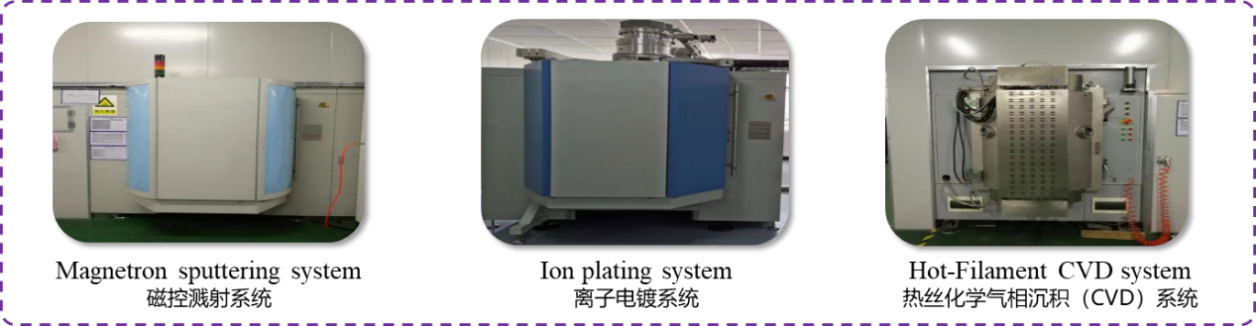 Magnetron sputtering system
磁控溅射系统
Ion plating system
离子电镀系统
Hot-Filament CVD system
热丝化学气相沉积（CVD）系统